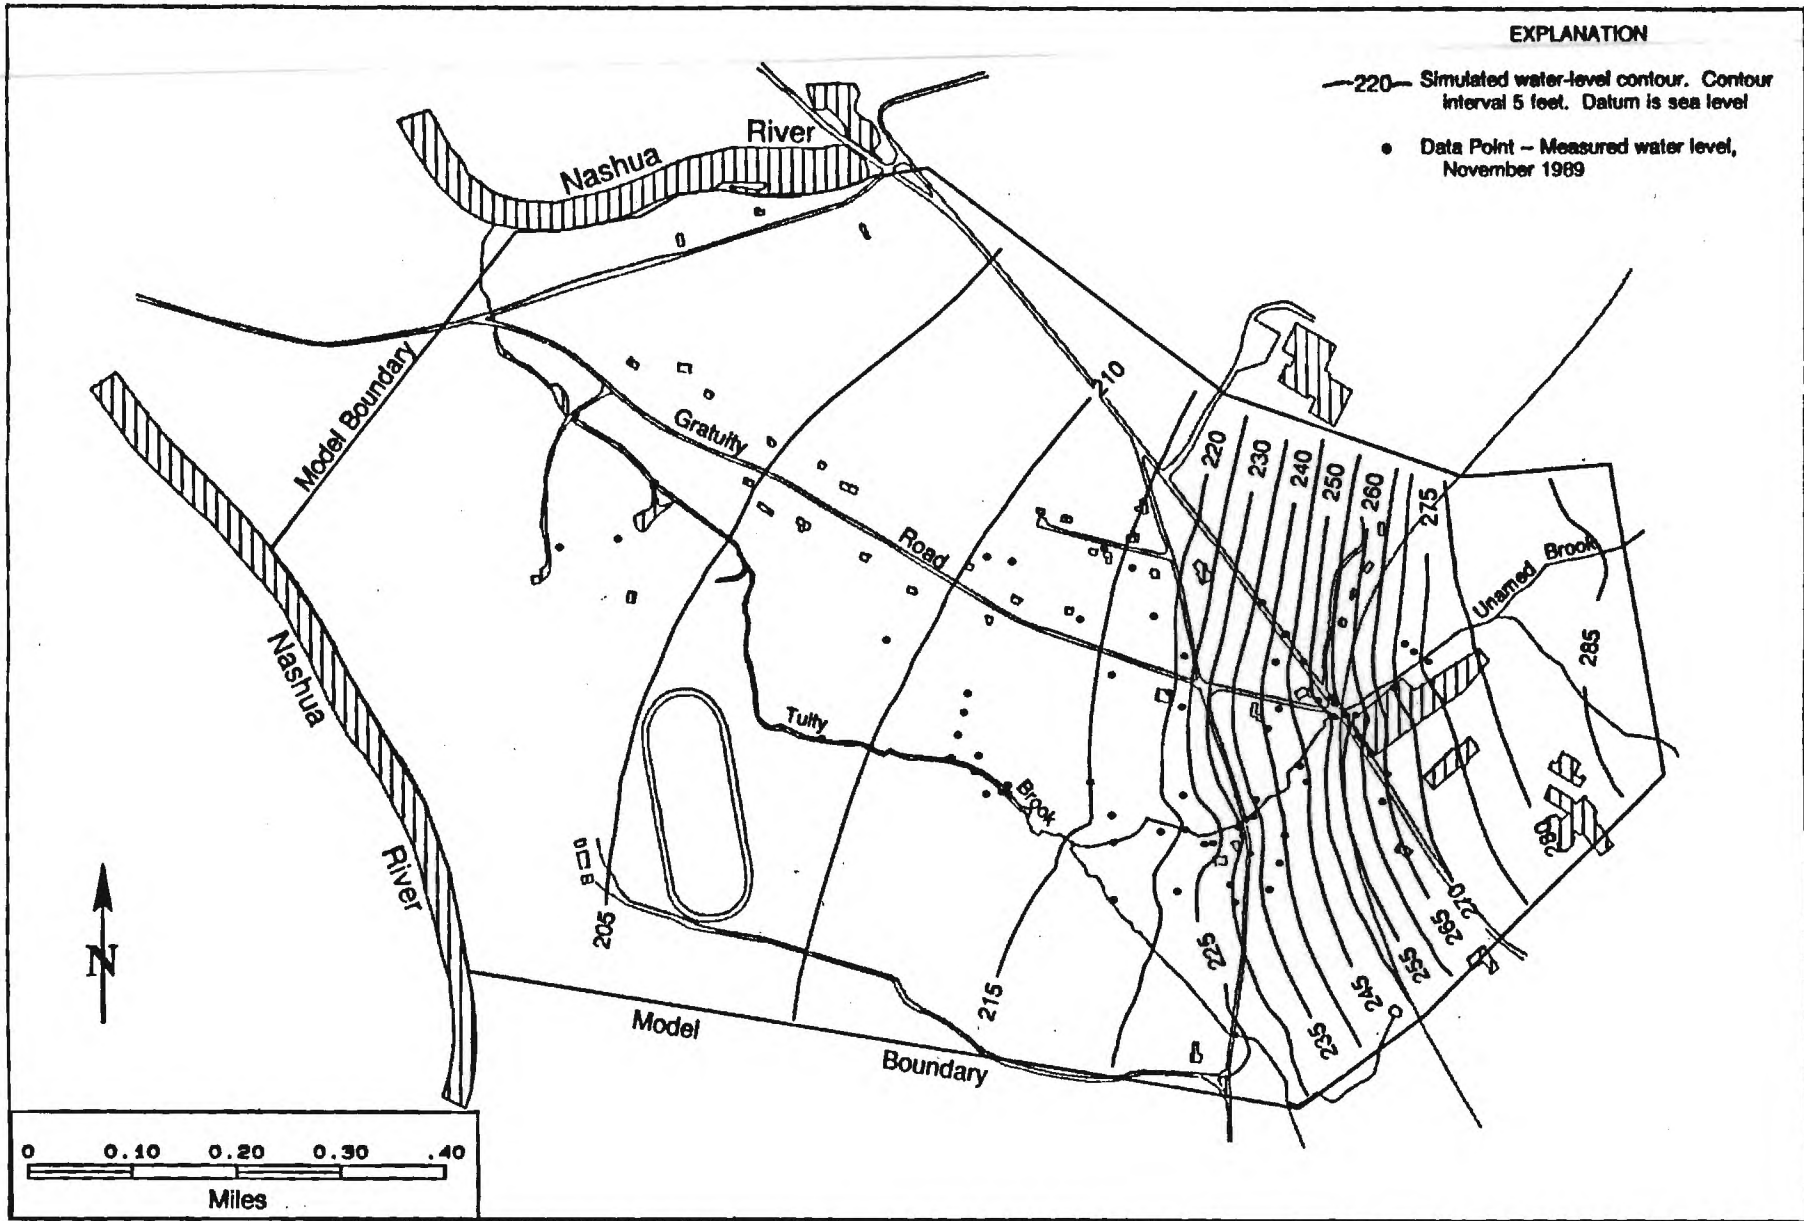 EXPLANATION
220 Simulated water-level contour. Contour
interval 5 feet. Datum is sea level
Data Point – Measured water level,
November 1989
Nashua River
Model Boundary
Gratuity Road
210
220
230
240
250
260
275
Unamed Brook
285
Nashua River
Tulty Brook
280
205
215
225
235
245
255
265
270
N
Model Boundary
0 0.10 0.20 0.30 .40
Miles